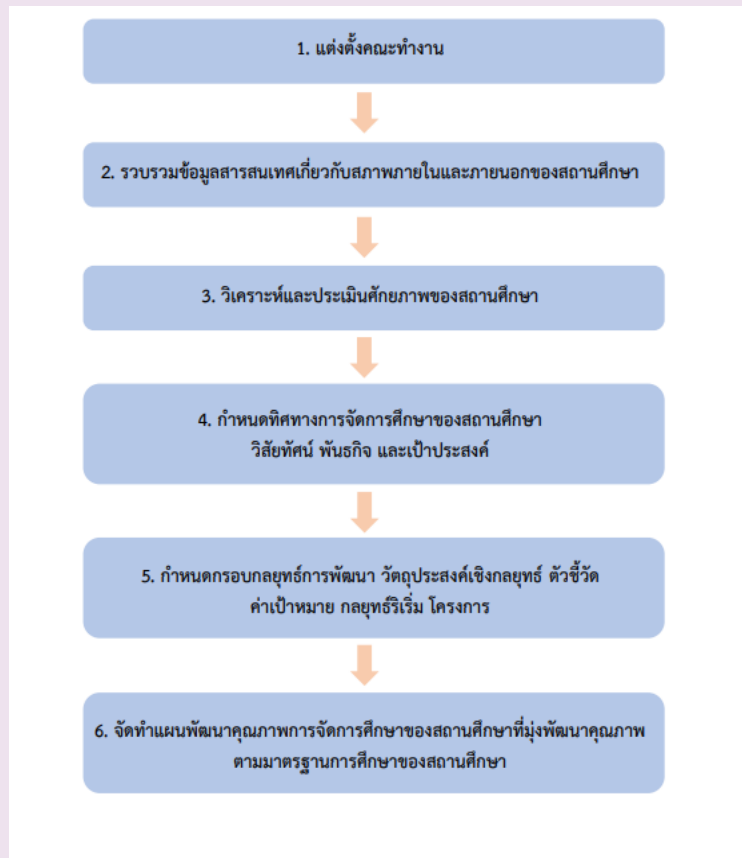 1. แต่งตั้งคณะทำงาน
2. รวบรวมข้อมูลสารสนเทศเกี่ยวกับสภาพภายในและภายนอกของสถานศึกษา
3. วิเคราะห์และประเมินศักยภาพของสถานศึกษา
4. กำหนดทิศทางการจัดการศึกษาของสถานศึกษา
วิสัยทัศน์ พันธกิจ และเป้าประสงค์
5. กำหนดกรอบกลยุทธ์การพัฒนา วัตถุประสงค์เชิงกลยุทธ์ ตัวชี้วัด
ค่าเป้าหมาย กลยุทธ์ริเริ่ม โครงการ
6. จัดทำแผนพัฒนาคุณภาพการจัดการศึกษาของสถานศึกษาที่มุ่งพัฒนาคุณภาพ
ตามมาตรฐานการศึกษาของสถานศึกษา